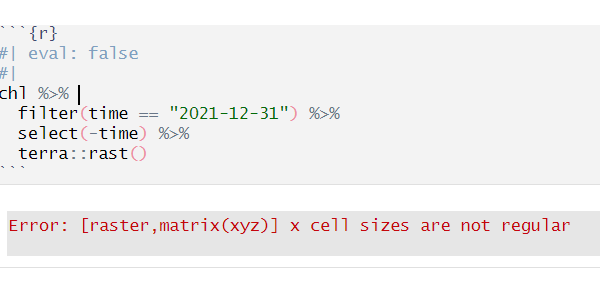 ```{r}
#| eval: false
#|
chl %>%
  filter(time == "2021-12-31") %>%
  select(-time) %>%
  terra::rast()
```
Error: [raster,matrix(xyz)] x cell sizes are not regular